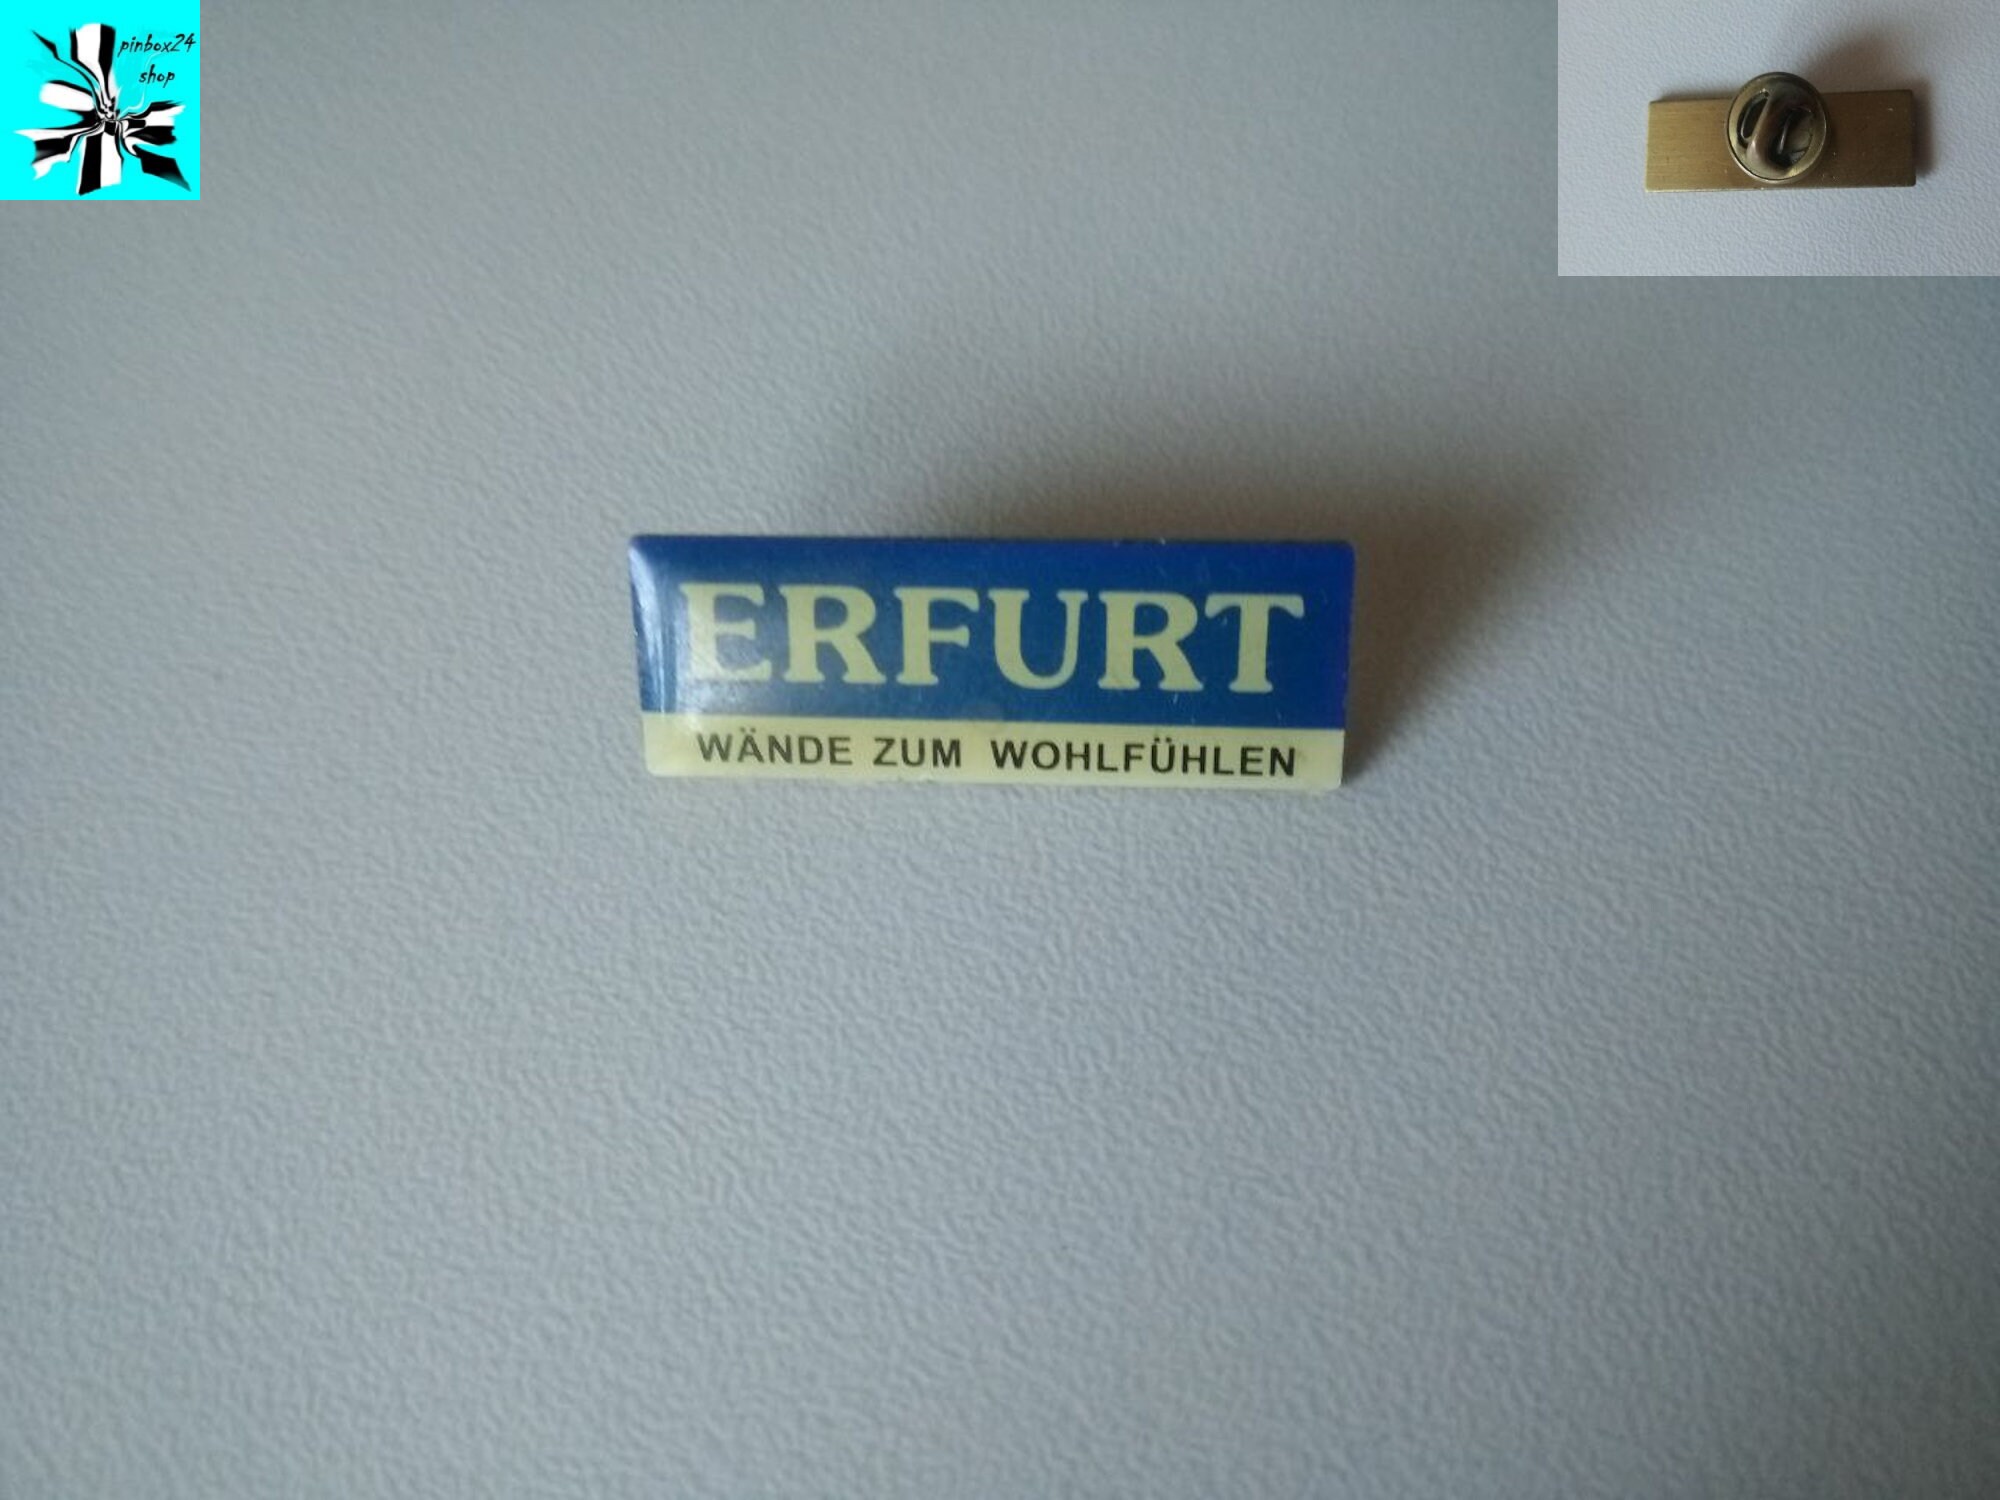 pinbox24
shop
ERFURT
WÄNDE ZUM WOHLFÜHLEN